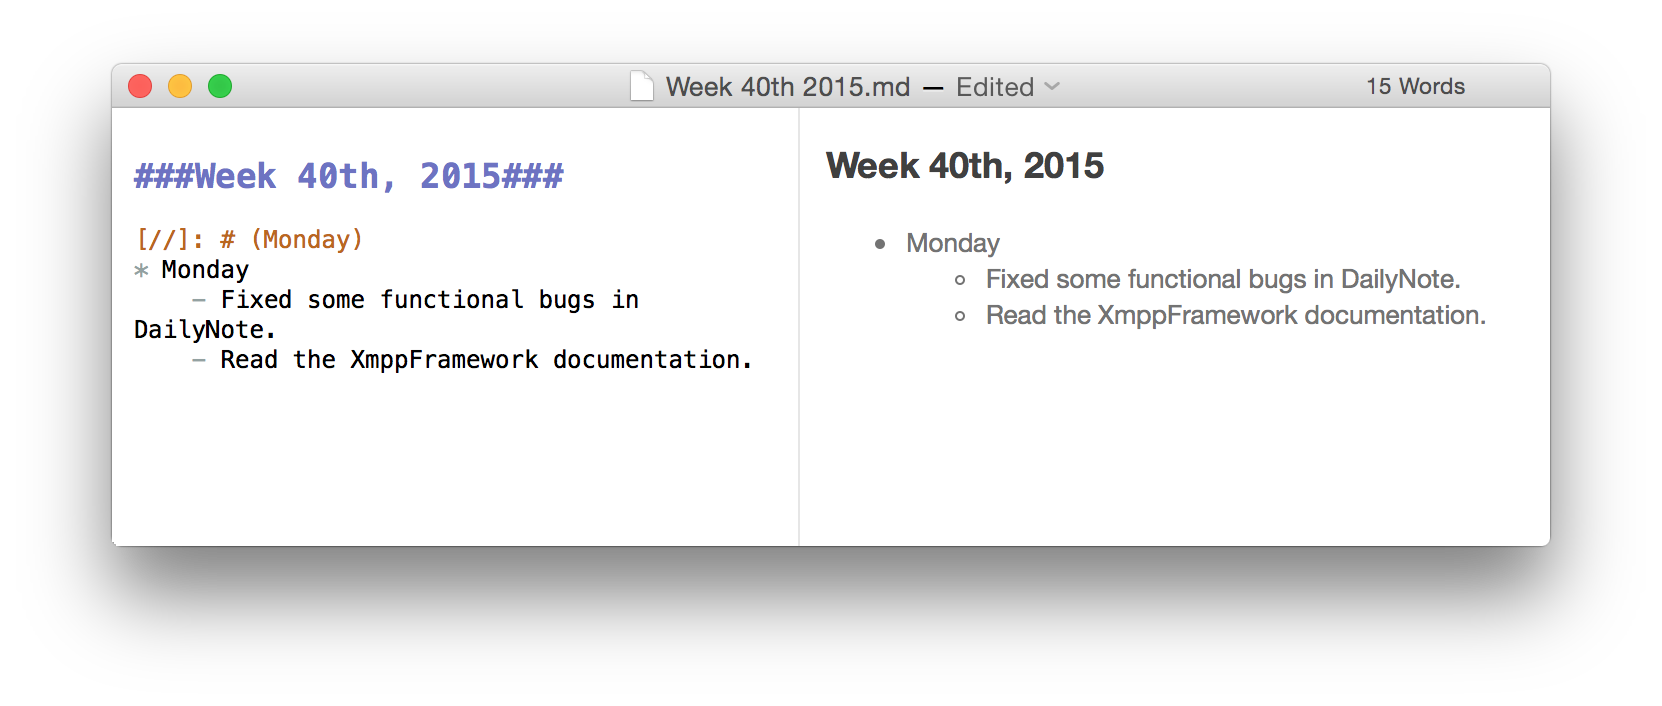 Week 40th 2015.md — Edited
15 Words
###Week 40th, 2015###
[//]: # (Monday)
* Monday
    - Fixed some functional bugs in
DailyNote.
    - Read the XmppFramework documentation.
Week 40th, 2015
• Monday
◦ Fixed some functional bugs in DailyNote.
◦ Read the XmppFramework documentation.